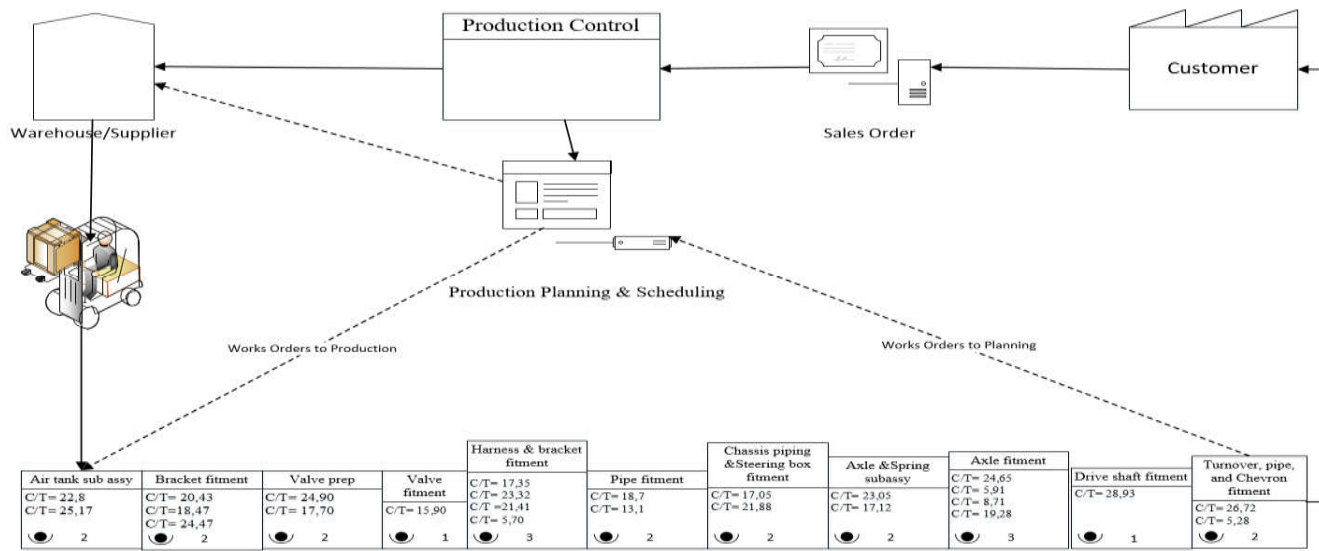 Production Control
Customer
Warehouse/Supplier
Sales Order
Production Planning & Scheduling
Works Orders to Production
Works Orders to Planning
Air tank sub assy
C/T= 22,8
C/T= 25,17
2
Bracket fitment
C/T= 20,43
C/T=18,47
C/T= 24,47
2
Valve prep
C/T= 24,90
C/T= 17,70
2
Valve
fitment
C/T= 15,90
1
Harness & bracket
fitment
C/T= 17,35
C/T= 23,32
C/T =21,41
C/T= 5,70
3
Pipe fitment
C/T= 18,7
C/T= 13,1
2
Chassis piping
&Steering box
fitment
C/T= 17,05
C/T= 21,88
2
Axle &Spring
subassy
C/T= 23,05
C/T= 17,12
2
Axle fitment
C/T= 24,65
C/T= 5,91
C/T= 8,71
C/T= 19,28
3
Drive shaft fitment
C/T= 28,93
1
Turnover, pipe,
and Chevron
fitment
C/T= 26,72
C/T= 5,28
2